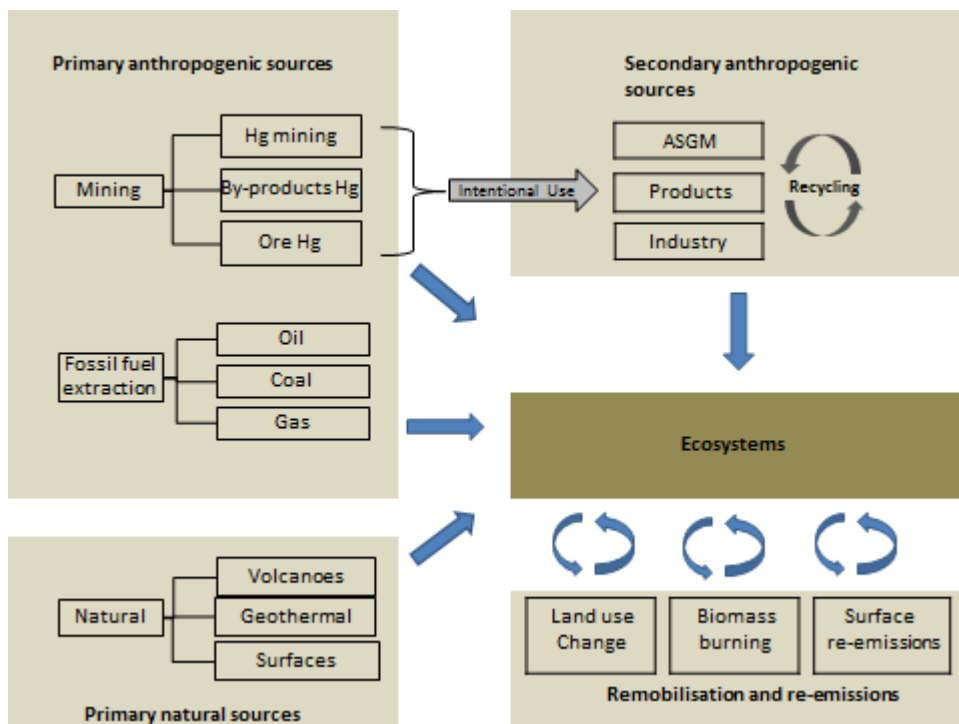 Primary anthropogenic sources
Hg mining
Mining
By-products Hg
Ore Hg
Oil
Fossil fuel
extraction
Coal
Gas
Intentional Use
Secondary anthropogenic
sources
ASGM
Products
Industry
Recycling
Ecosystems
Volcanoes
Natural
Geothermal
Surfaces
Primary natural sources
Land use
Change
Biomass
burning
Surface
re-emissions
Remobilisation and re-emissions